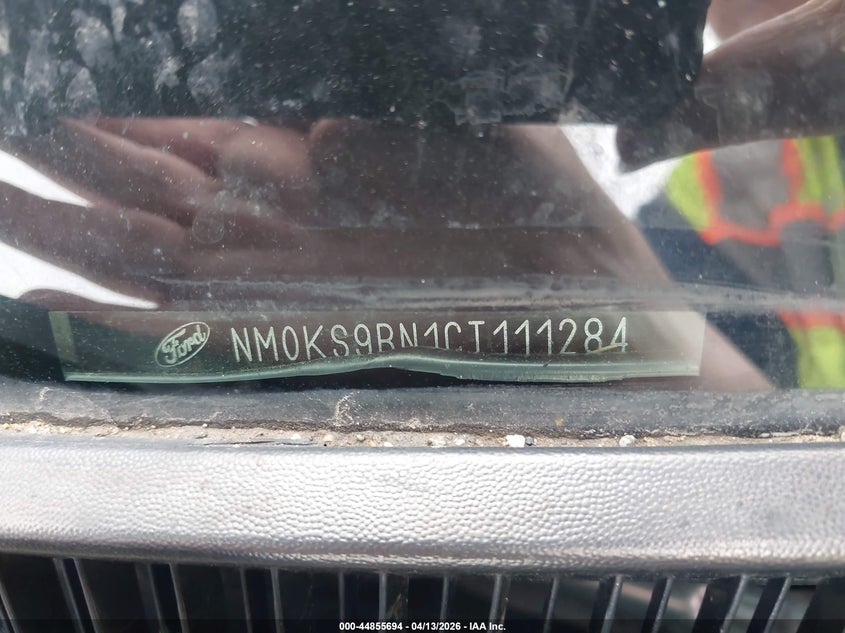 Ford NM0KS9BN1CT111284
000-44855694 - 04/13/2026 - IAA Inc.